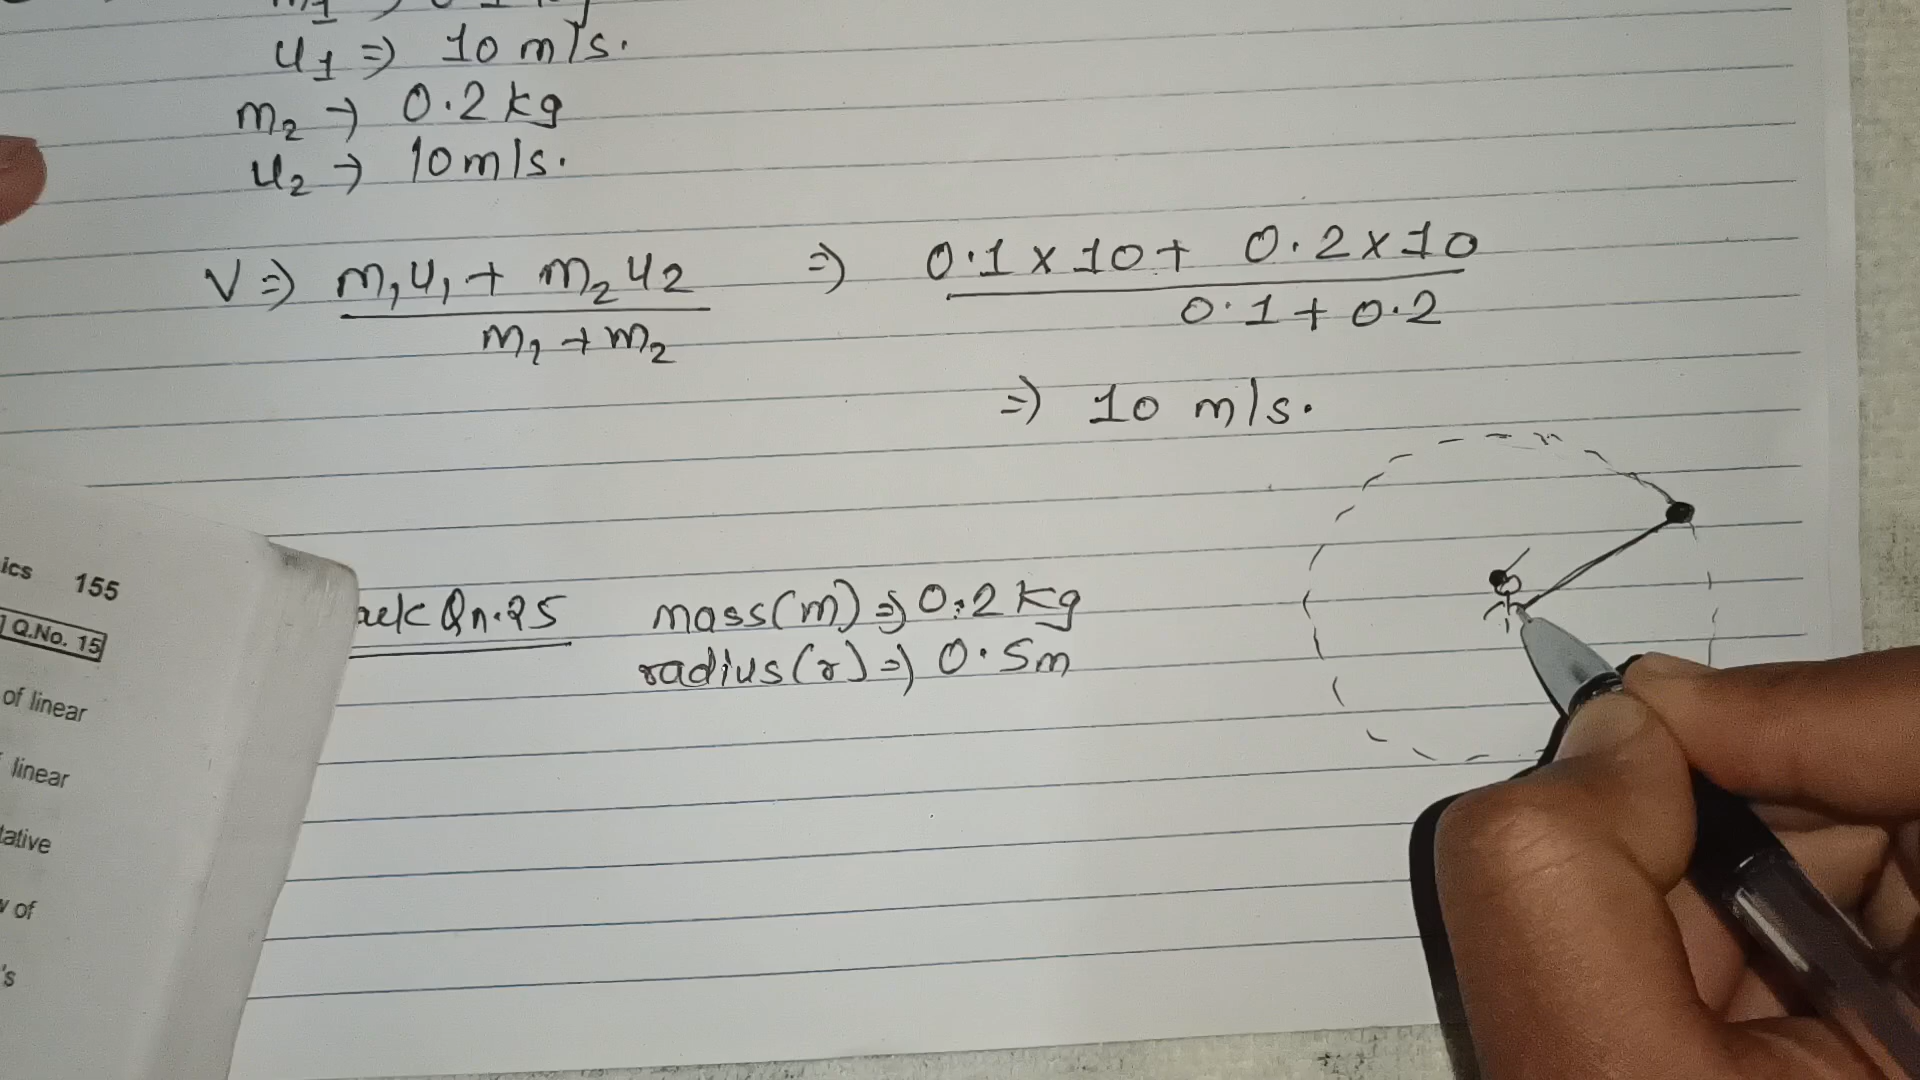 u1 => 10 m/s.
m2 → 0.2 kg
u2 → 10 m/s.
V => m1u1 + m2u2 / m1 + m2 => 0.1 x 10 + 0.2 x 10 / 0.1 + 0.2
=> 10 m/s.
Qn.25 mass(m) => 0.2 kg
radius(r) => 0.5m
ics 155
Q.No. 15
of linear
linear
of
's